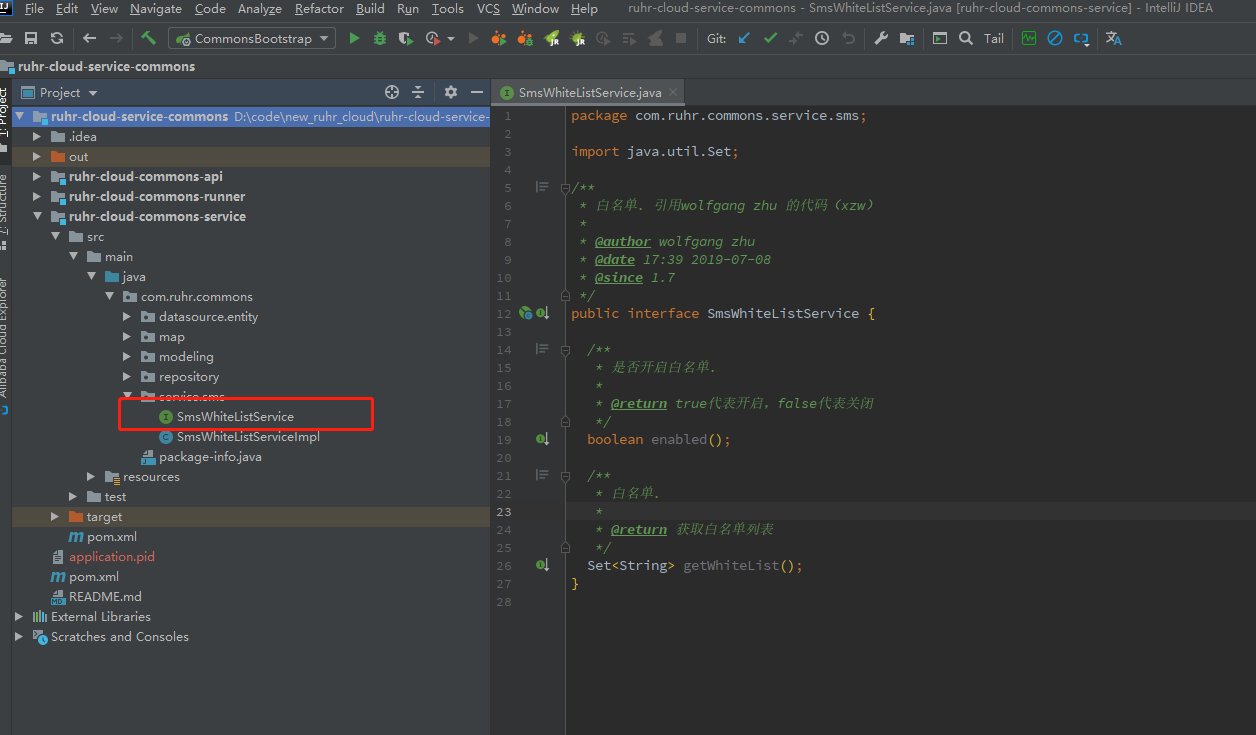 File Edit View Navigate Code Analyze Refactor Build Run Tools VCS Window Help ruhr-cloud-service-commons - SmsWhiteListService.java [ruhr-cloud-commons-service] - IntelliJ IDEA
CommonsBootstrap Git: Tail
ruhr-cloud-service-commons
1: Project
7: Structure
Alibaba Cloud Explorer
Project
ruhr-cloud-service-commons D:\code\new_ruhr_cloud\ruhr-cloud-service-
.idea
out
ruhr-cloud-commons-api
ruhr-cloud-commons-runner
ruhr-cloud-commons-service
src
main
java
com.ruhr.commons
datasource.entity
map
modeling
repository
service.sms
SmsWhiteListService
SmsWhiteListServiceImpl
package-info.java
resources
test
target
pom.xml
application.pid
pom.xml
README.md
External Libraries
Scratches and Consoles
SmsWhiteListService.java
1 package com.ruhr.commons.service.sms;
2
3 import java.util.Set;
4
5 /**
6 * 白名单. 引用wolfgang zhu 的代码（xzw）
7 *
8 * @author wolfgang zhu
9 * @date 17:39 2019-07-08
10 * @since 1.7
11 */
12 public interface SmsWhiteListService {
13
14 /**
15 * 是否开启白名单.
16 *
17 * @return true代表开启，false代表关闭
18 */
19 boolean enabled();
20
21 /**
22 * 白名单.
23 *
24 * @return 获取白名单列表
25 */
26 Set<String> getWhiteList();
27 }
28